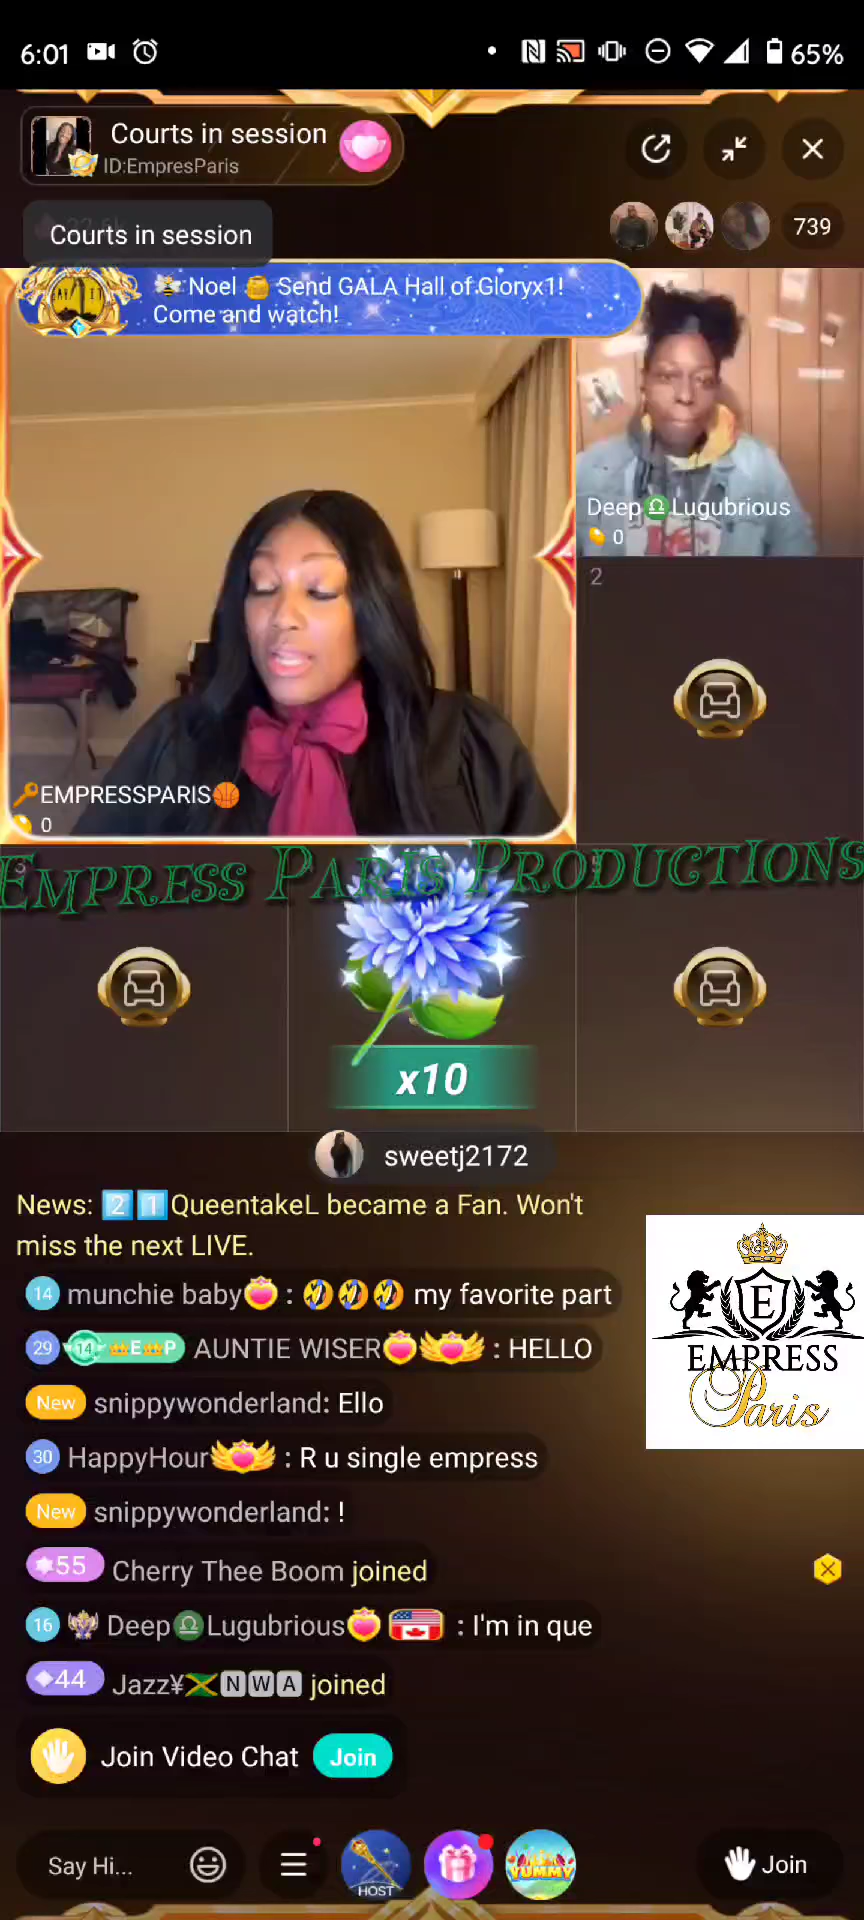 6:01
65%
Courts in session
ID:EmpresParis
Courts in session
739
🐝 Noel 🍯 Send GALA Hall of Gloryx1!
Come and watch!
Deep♎Lugubrious
0
2
🔑EMPRESSPARIS🏀
0
EMPRESS PARIS PRODUCTIONS
x10
sweetj2172
News: 2️⃣1️⃣QueentakeL became a Fan. Won't
miss the next LIVE.
14 munchie baby : 🤣🤣🤣 my favorite part
29 14 👑E👑P AUNTIE WISER : HELLO
New snippywonderland: Ello
30 HappyHour : R u single empress
New snippywonderland: !
55 Cherry Thee Boom joined
16 Deep♎Lugubrious : I'm in que
44 Jazz¥🇯🇲🅽🆆🅰 joined
E
EMPRESS
Paris
Join Video Chat Join
Say Hi...
HOST
YUMMY
Join